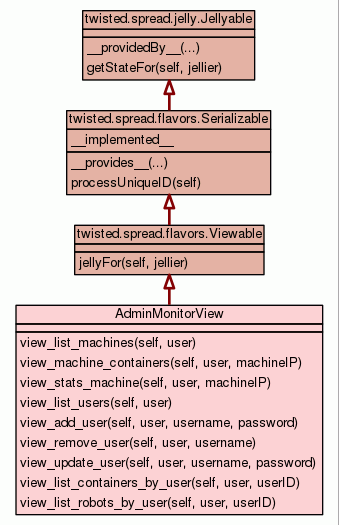 twisted.spread.jelly.Jellyable
__providedBy__(...)
getStateFor(self, jellier)
twisted.spread.flavors.Serializable
__implemented__
__provides__(...)
processUniqueID(self)
twisted.spread.flavors.Viewable
jellyFor(self, jellier)
AdminMonitorView
view_list_machines(self, user)
view_machine_containers(self, user, machineIP)
view_stats_machine(self, user, machineIP)
view_list_users(self, user)
view_add_user(self, user, username, password)
view_remove_user(self, user, username)
view_update_user(self, user, username, password)
view_list_containers_by_user(self, user, userID)
view_list_robots_by_user(self, user, userID)